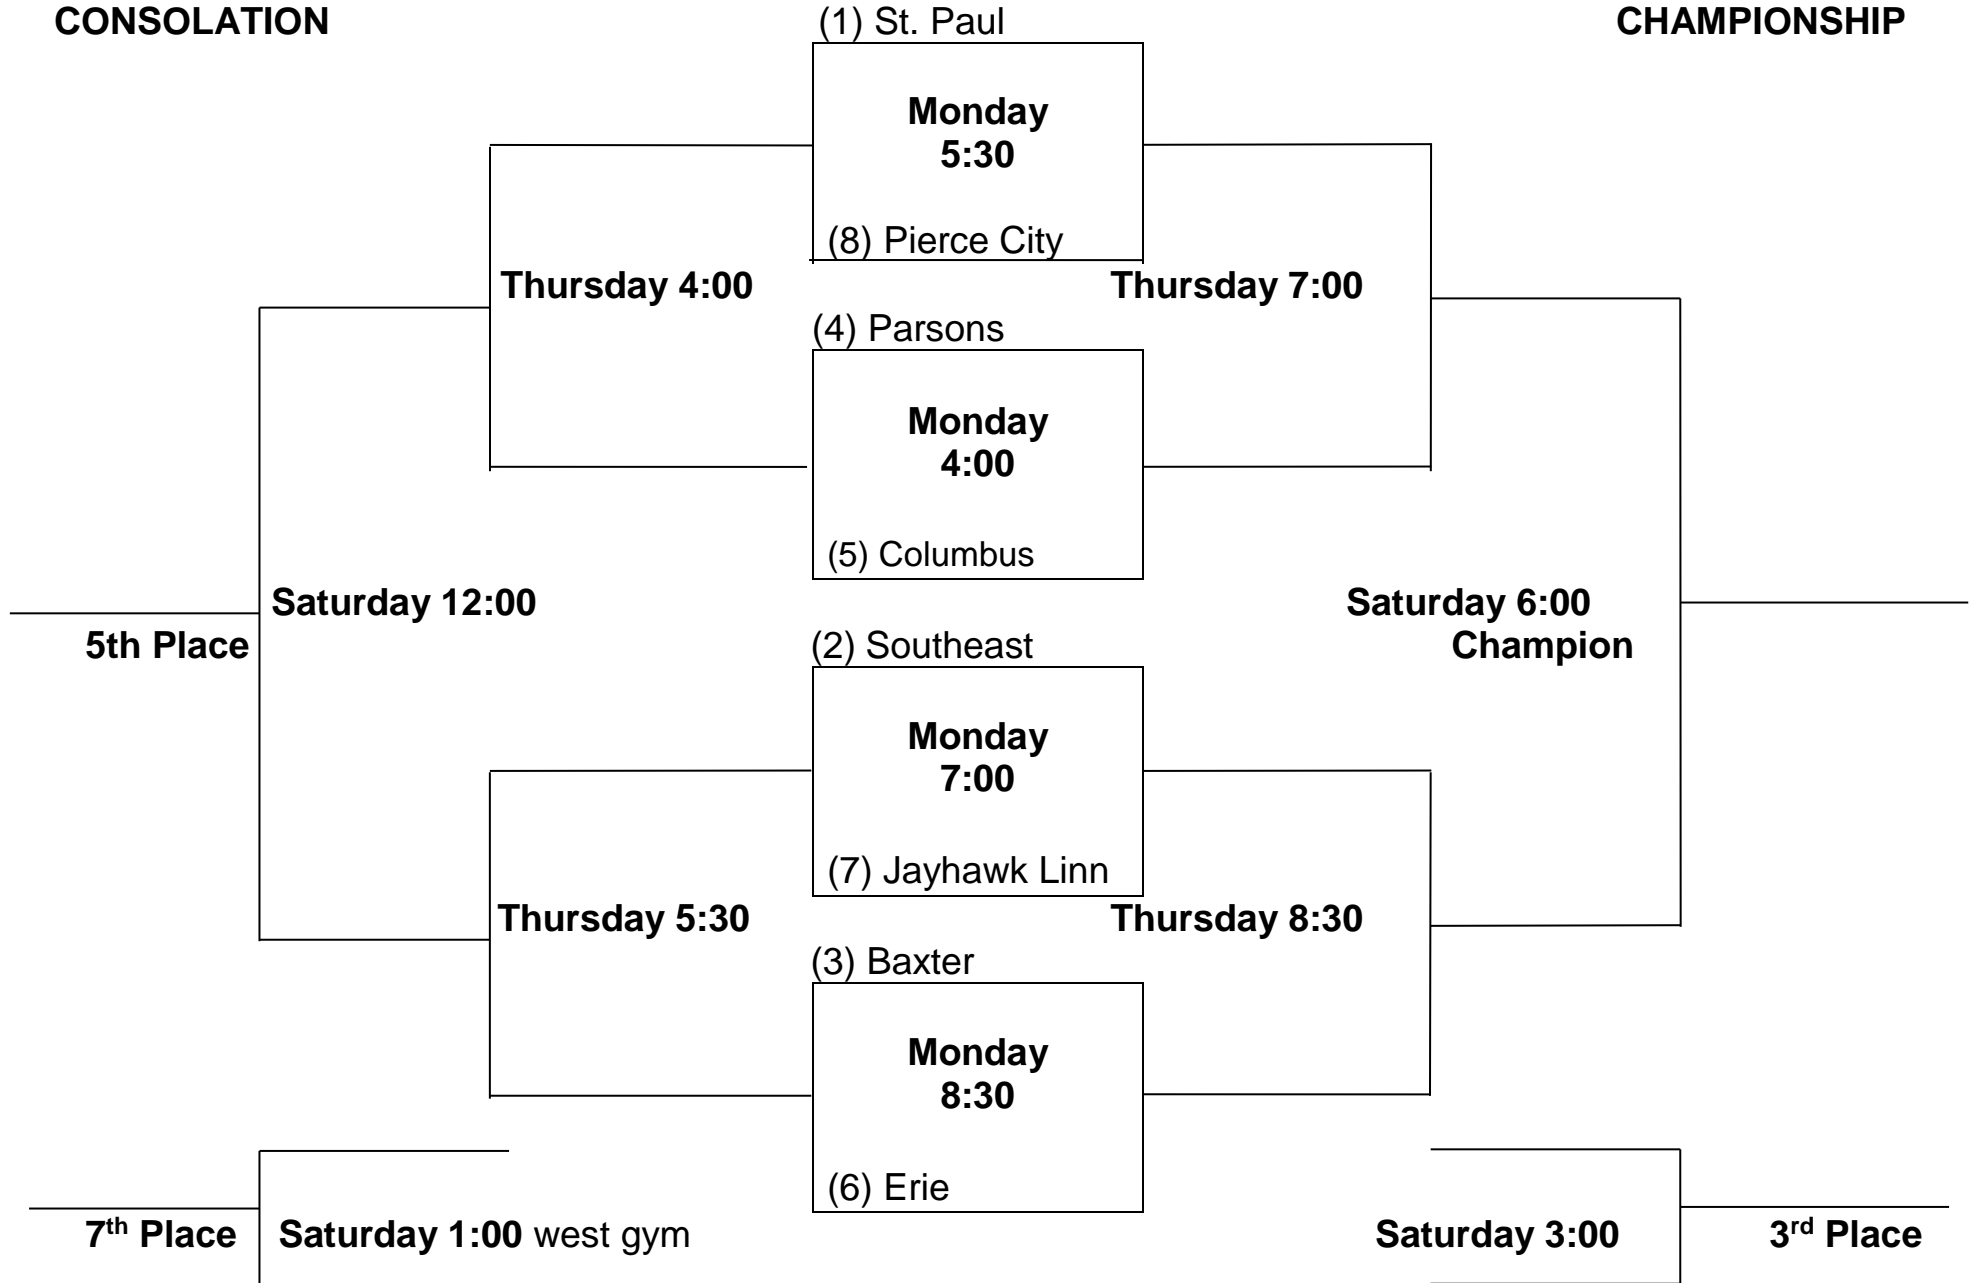 CONSOLATION
(1) St. Paul
CHAMPIONSHIP
Monday
5:30
(8) Pierce City
Thursday 4:00
Thursday 7:00
(4) Parsons
Monday
4:00
(5) Columbus
Saturday 12:00
Saturday 6:00
5th Place
(2) Southeast
Champion
Monday
7:00
(7) Jayhawk Linn
Thursday 5:30
Thursday 8:30
(3) Baxter
Monday
8:30
(6) Erie
7th Place
Saturday 1:00 west gym
Saturday 3:00
3rd Place